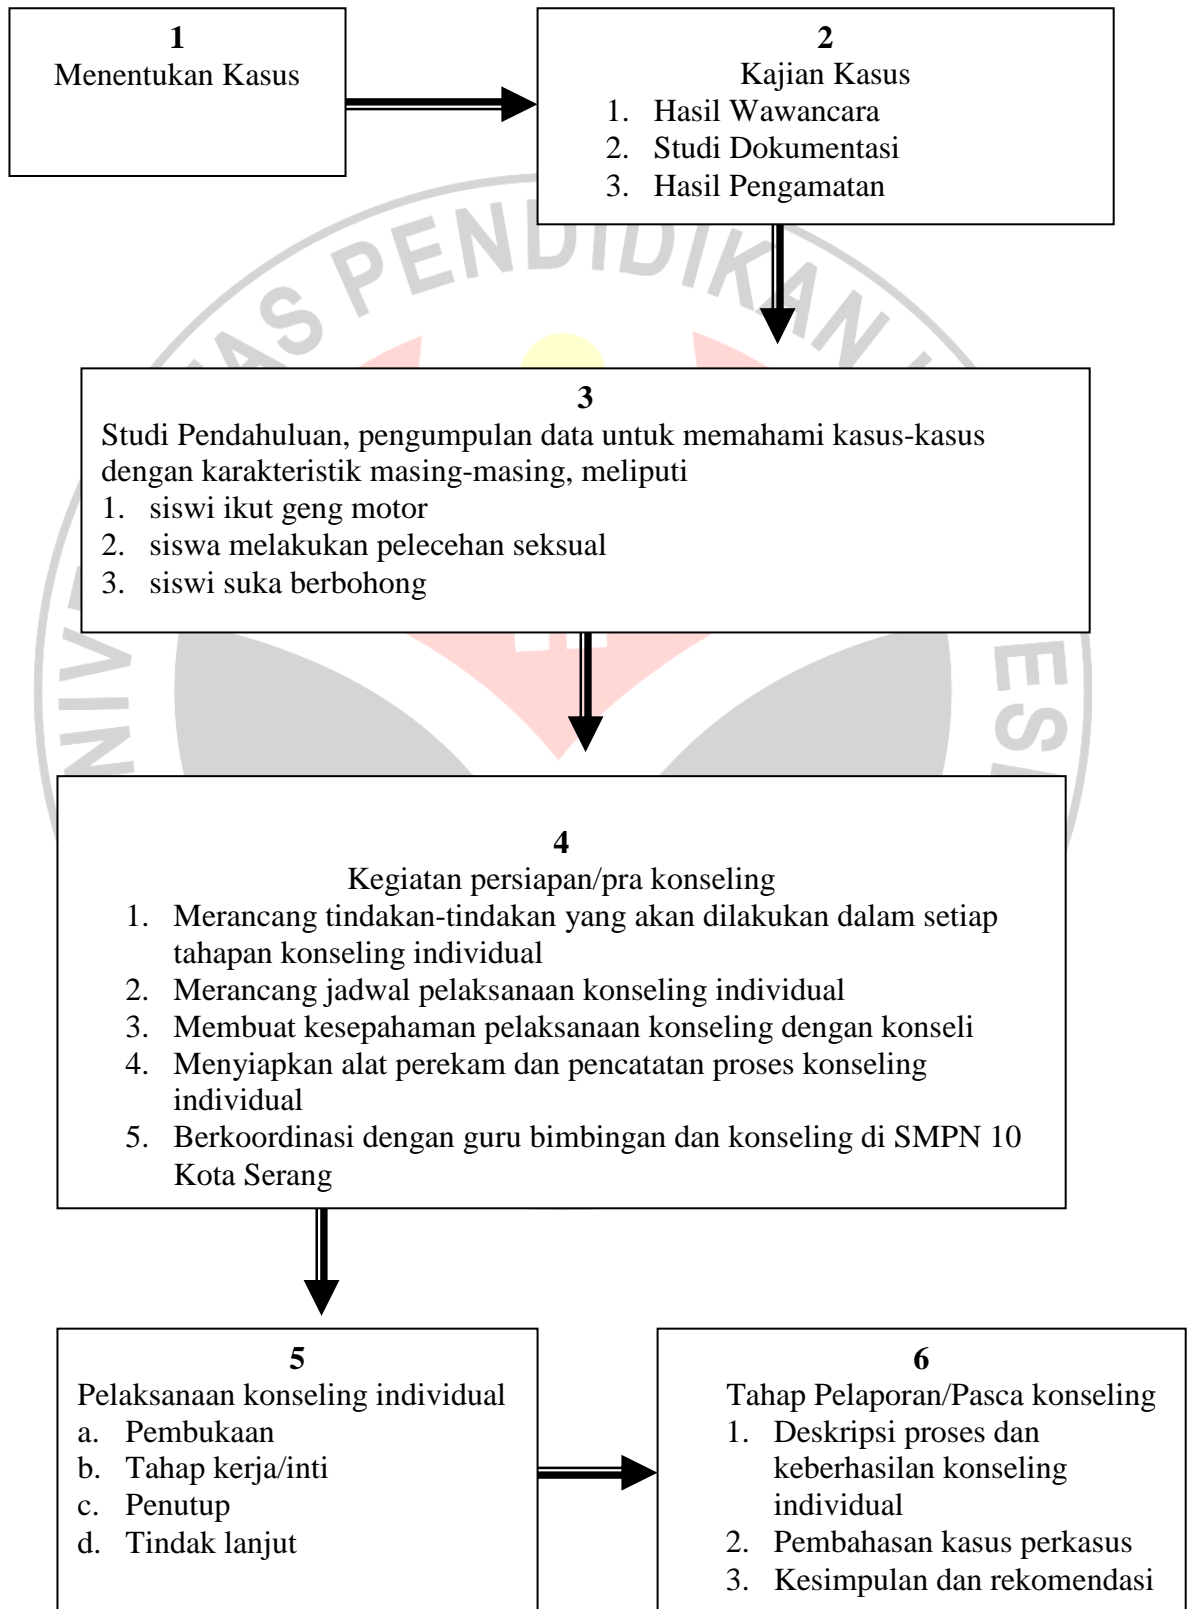 1
Menentukan Kasus
2
Kajian Kasus
1. Hasil Wawancara
2. Studi Dokumentasi
3. Hasil Pengamatan
3
Studi Pendahuluan, pengumpulan data untuk memahami kasus-kasus
dengan karakteristik masing-masing, meliputi
1. siswi ikut geng motor
2. siswa melakukan pelecehan seksual
3. siswi suka berbohong
4
Kegiatan persiapan/pra konseling
1. Merancang tindakan-tindakan yang akan dilakukan dalam setiap
tahapan konseling individual
2. Merancang jadwal pelaksanaan konseling individual
3. Membuat kesepahaman pelaksanaan konseling dengan konseli
4. Menyiapkan alat perekam dan pencatatan proses konseling
individual
5. Berkoordinasi dengan guru bimbingan dan konseling di SMPN 10
Kota Serang
5
Pelaksanaan konseling individual
a. Pembukaan
b. Tahap kerja/inti
c. Penutup
d. Tindak lanjut
6
Tahap Pelaporan/Pasca konseling
1. Deskripsi proses dan
keberhasilan konseling
individual
2. Pembahasan kasus perkasus
3. Kesimpulan dan rekomendasi
PENDIDIKAN